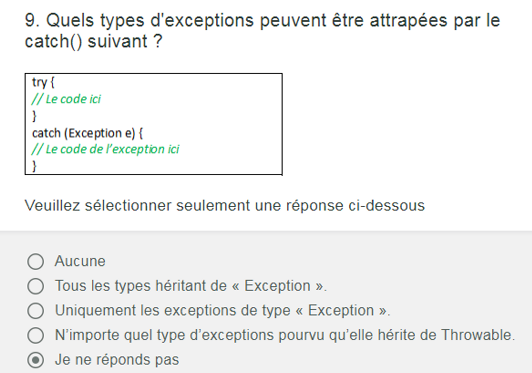 9. Quels types d'exceptions peuvent être attrapées par le
catch() suivant ?
try {
// Le code ici
}
catch (Exception e) {
// Le code de l'exception ici
}
Veuillez sélectionner seulement une réponse ci-dessous
Aucune
Tous les types héritant de « Exception ».
Uniquement les exceptions de type « Exception ».
N'importe quel type d'exceptions pourvu qu'elle hérite de Throwable.
Je ne réponds pas